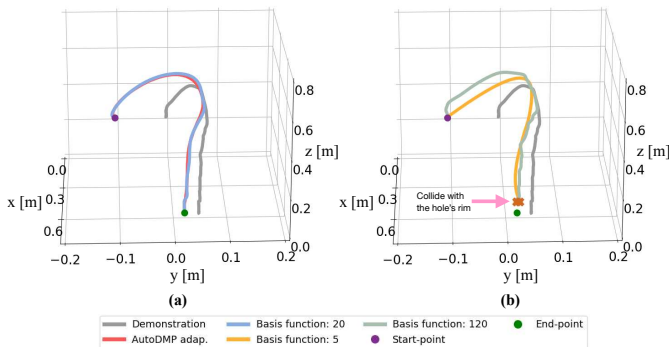 0.8
0.6
0.4
0.2
0.0
z [m]
0.0
0.3
0.6
x [m]
−0.2
−0.1
0.0
0.1
0.2
y [m]
(a)
0.8
0.6
0.4
0.2
0.0
z [m]
0.0
0.3
0.6
x [m]
Collide with
the hole's rim
−0.2
−0.1
0.0
0.1
0.2
y [m]
(b)
Demonstration
Basis function: 20
Basis function: 120
End-point
AutoDMP adap.
Basis function: 5
Start-point